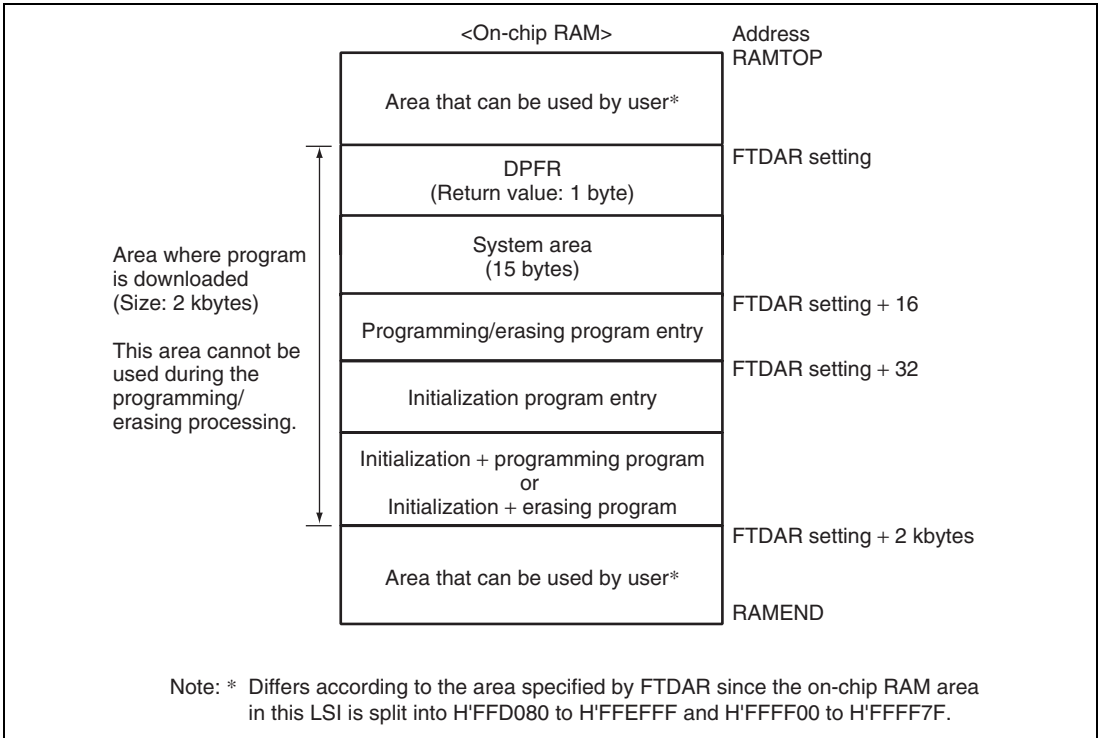 <On-chip RAM>
Address
RAMTOP
Area that can be used by user*
FTDAR setting
DPFR
(Return value: 1 byte)
System area
(15 bytes)
Area where program
is downloaded
(Size: 2 kbytes)
This area cannot be
used during the
programming/
erasing processing.
FTDAR setting + 16
Programming/erasing program entry
FTDAR setting + 32
Initialization program entry
Initialization + programming program
or
Initialization + erasing program
FTDAR setting + 2 kbytes
Area that can be used by user*
RAMEND
Note: * Differs according to the area specified by FTDAR since the on-chip RAM area
in this LSI is split into H'FFD080 to H'FFEFFF and H'FFFF00 to H'FFFF7F.